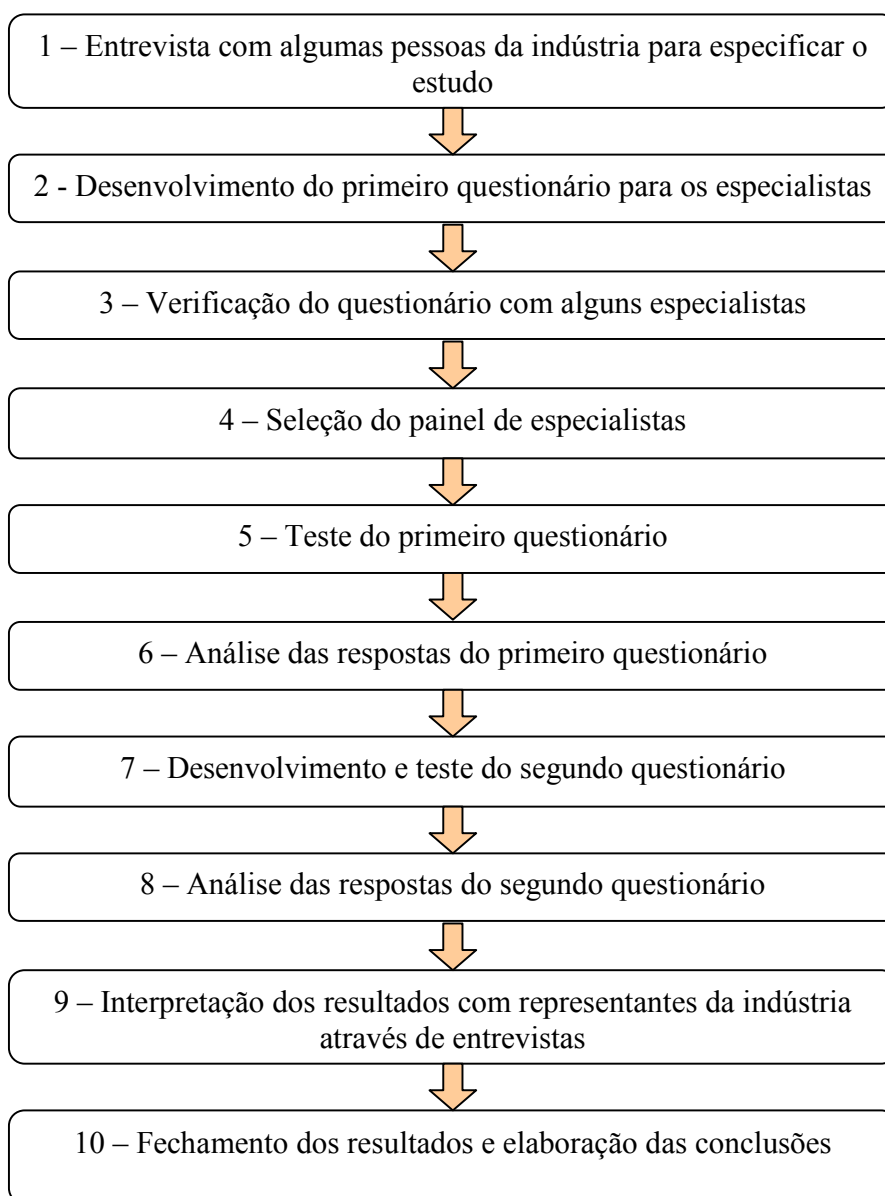 1 – Entrevista com algumas pessoas da indústria para especificar o
estudo
2 - Desenvolvimento do primeiro questionário para os especialistas
3 – Verificação do questionário com alguns especialistas
4 – Seleção do painel de especialistas
5 – Teste do primeiro questionário
6 – Análise das respostas do primeiro questionário
7 – Desenvolvimento e teste do segundo questionário
8 – Análise das respostas do segundo questionário
9 – Interpretação dos resultados com representantes da indústria
através de entrevistas
10 – Fechamento dos resultados e elaboração das conclusões